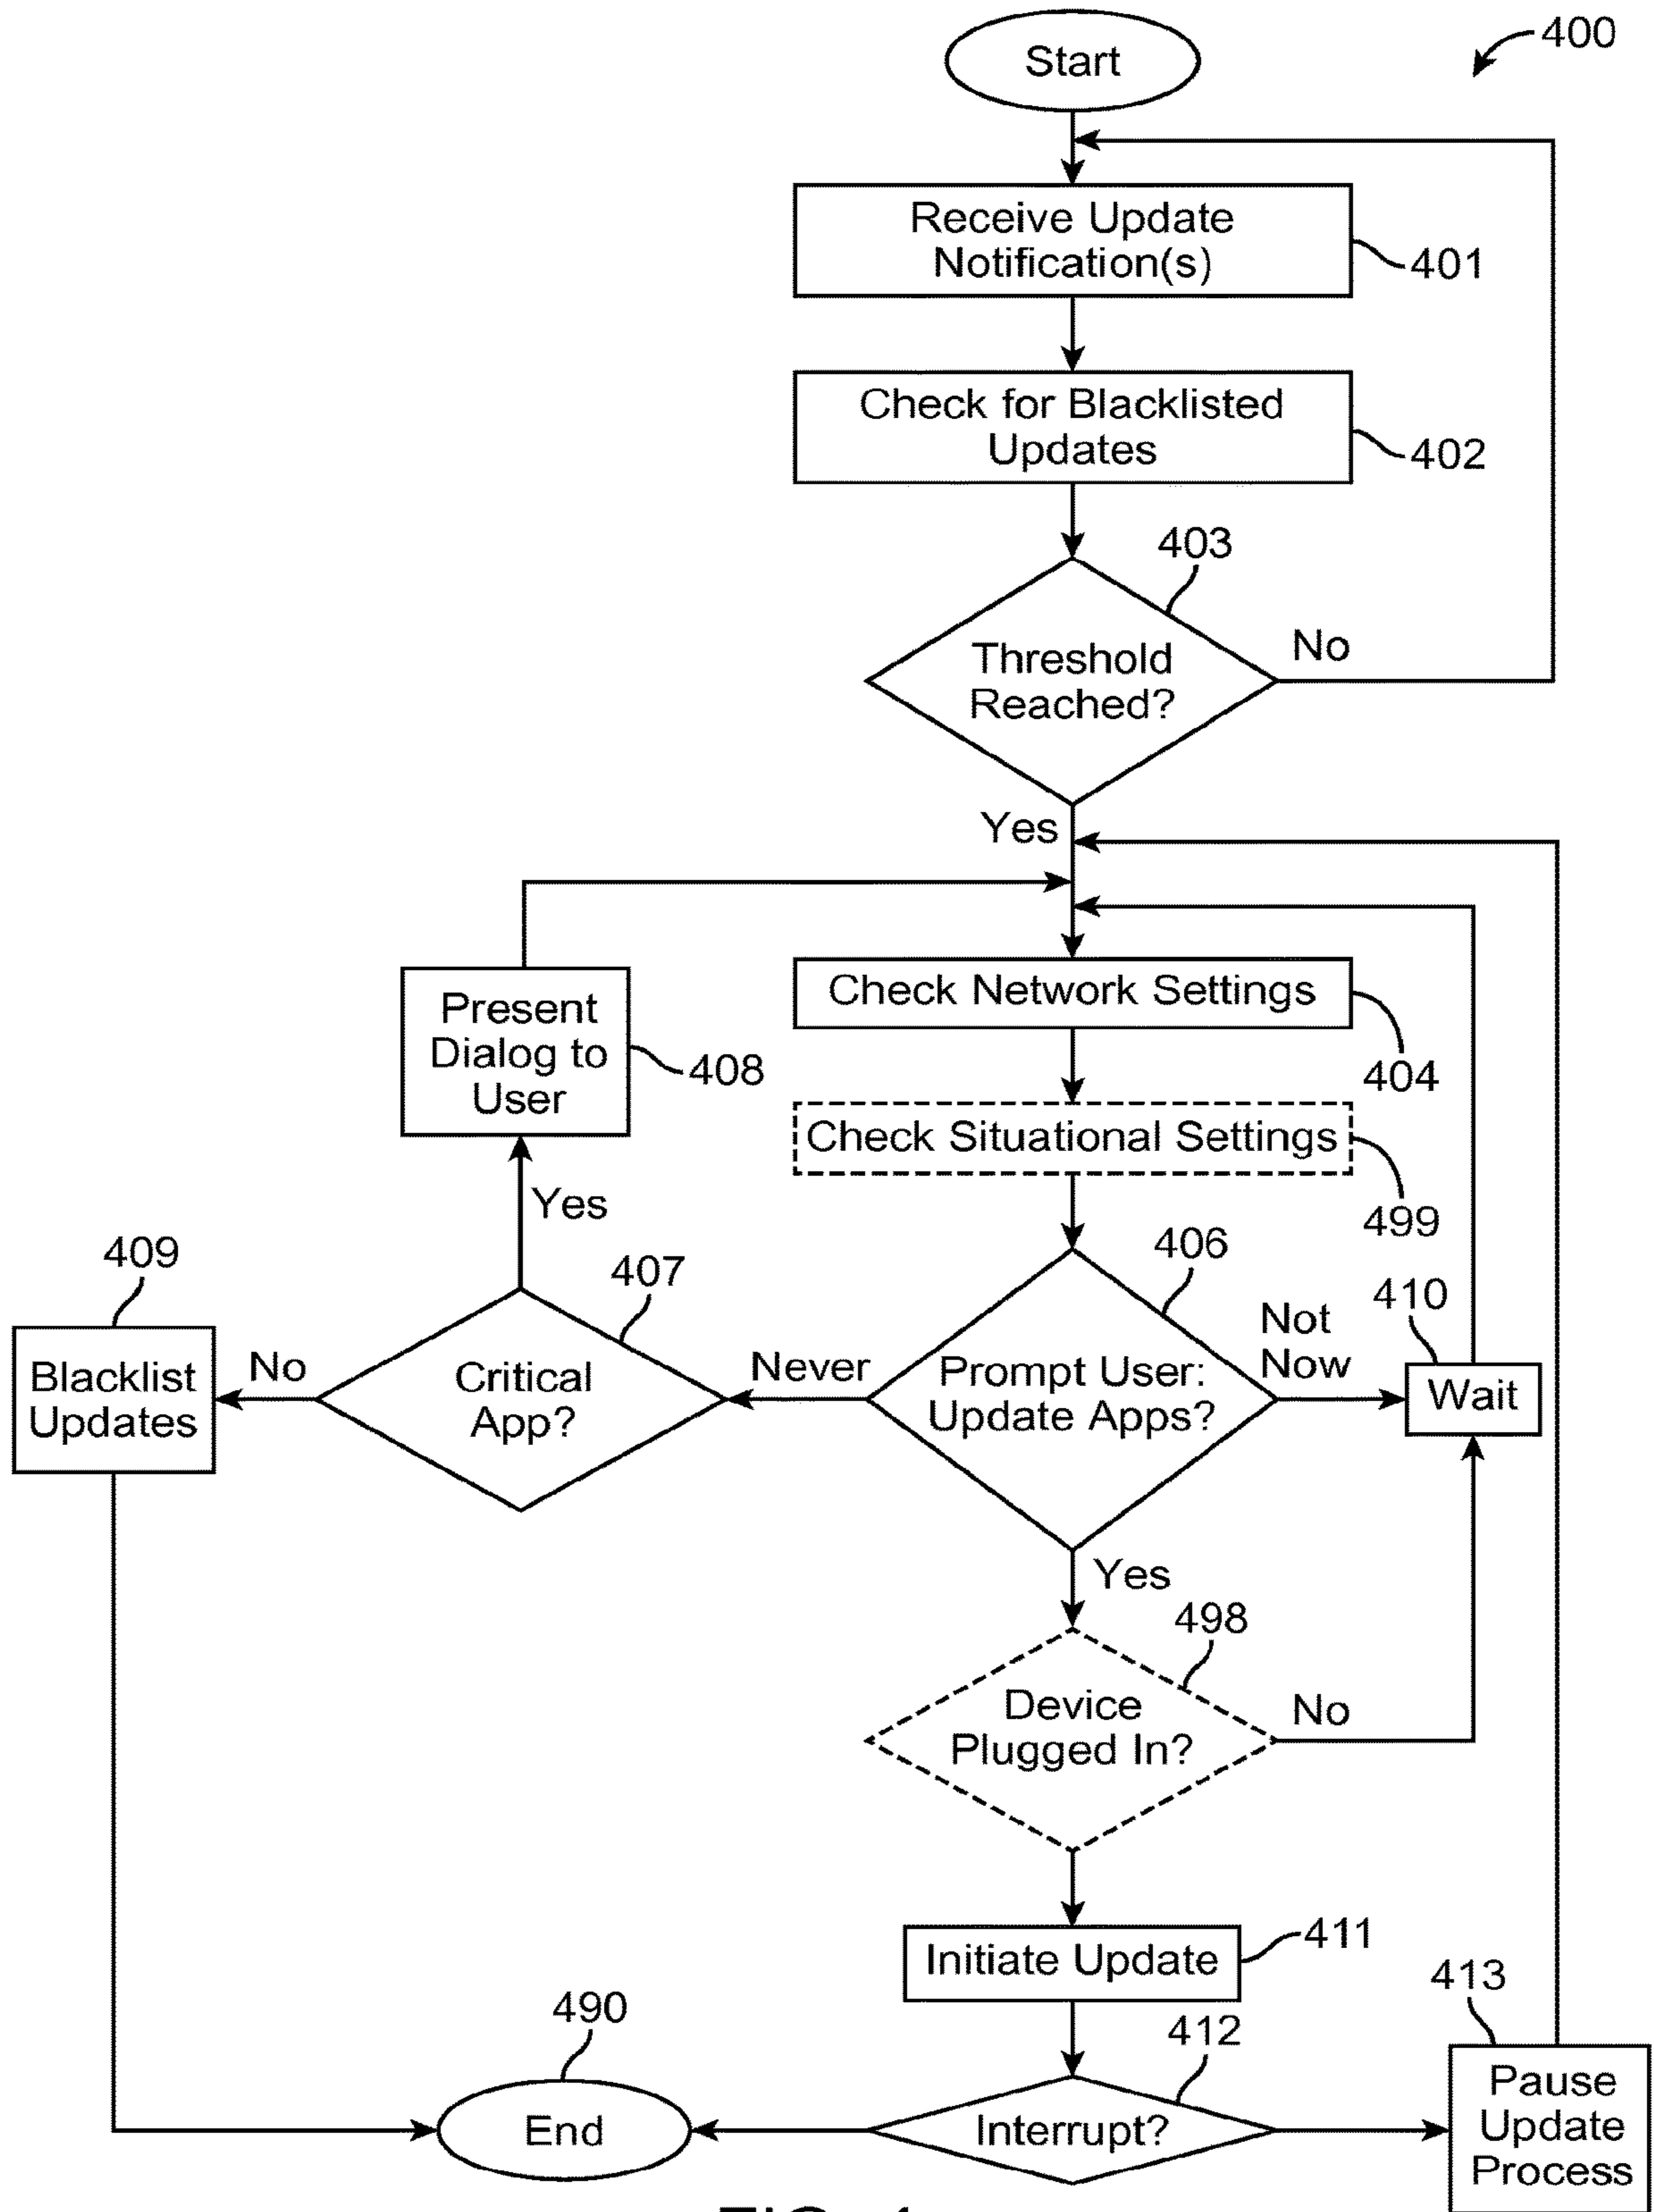 Start
400
Receive Update
Notification(s)
401
Check for Blacklisted
Updates
402
403
Threshold
Reached?
No
Yes
Present
Dialog to
User
408
Check Network Settings
404
Check Situational Settings
499
Yes
409
407
406
410
Not
Now
Blacklist
Updates
No
Critical
App?
Never
Prompt User:
Update Apps?
Wait
Yes
498
Device
Plugged In?
No
Initiate Update
411
413
490
412
End
Interrupt?
Pause
Update
Process